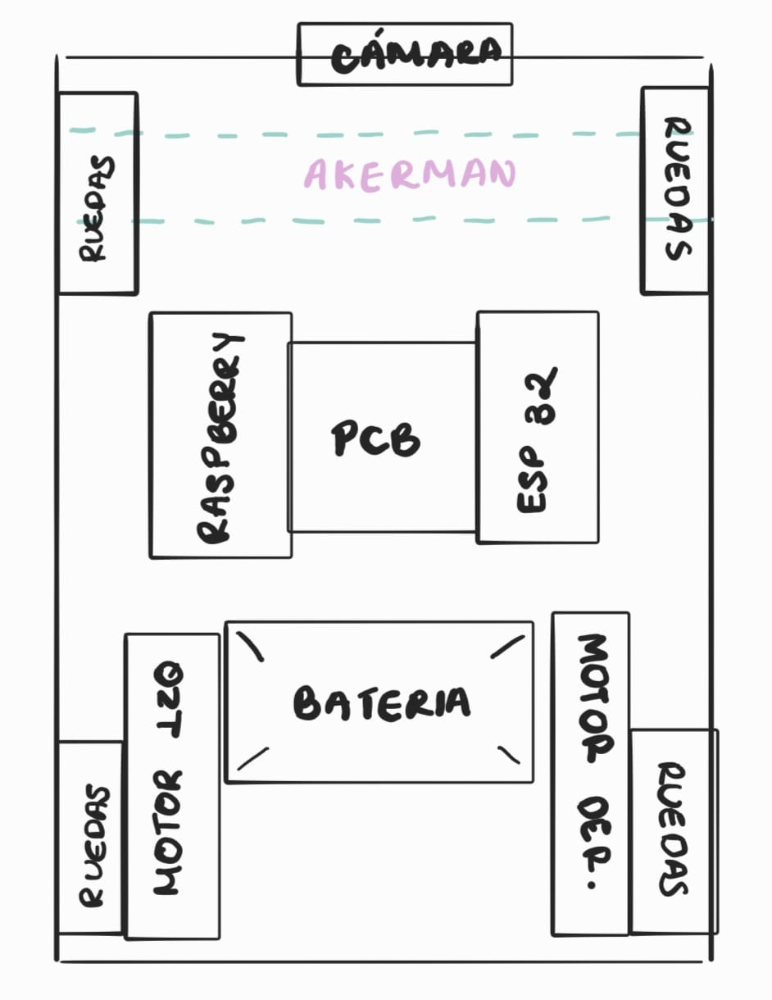 CÁMARA
RUEDAS
AKERMAN
RUEDAS
RASPBERRY
PCB
ESP 32
MOTOR IZQ
BATERIA
MOTOR DER.
RUEDAS
RUEDAS